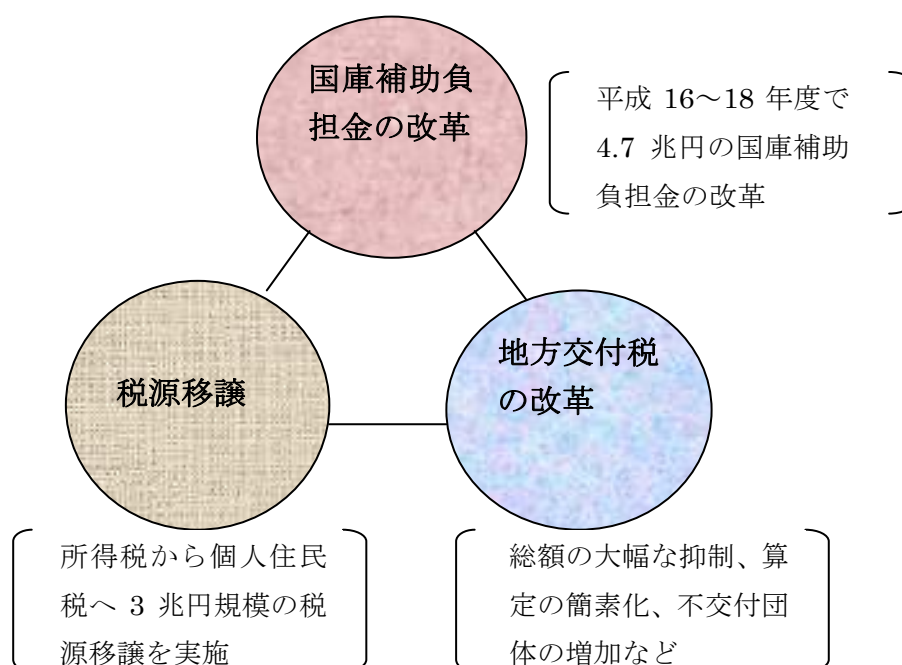 国庫補助負
担金の改革
平成 16～18 年度で
4.7 兆円の国庫補助
負担金の改革
税源移譲
地方交付税
の改革
所得税から個人住民
税へ 3 兆円規模の税
源移譲を実施
総額の大幅な抑制、算
定の簡素化、不交付団
体の増加など